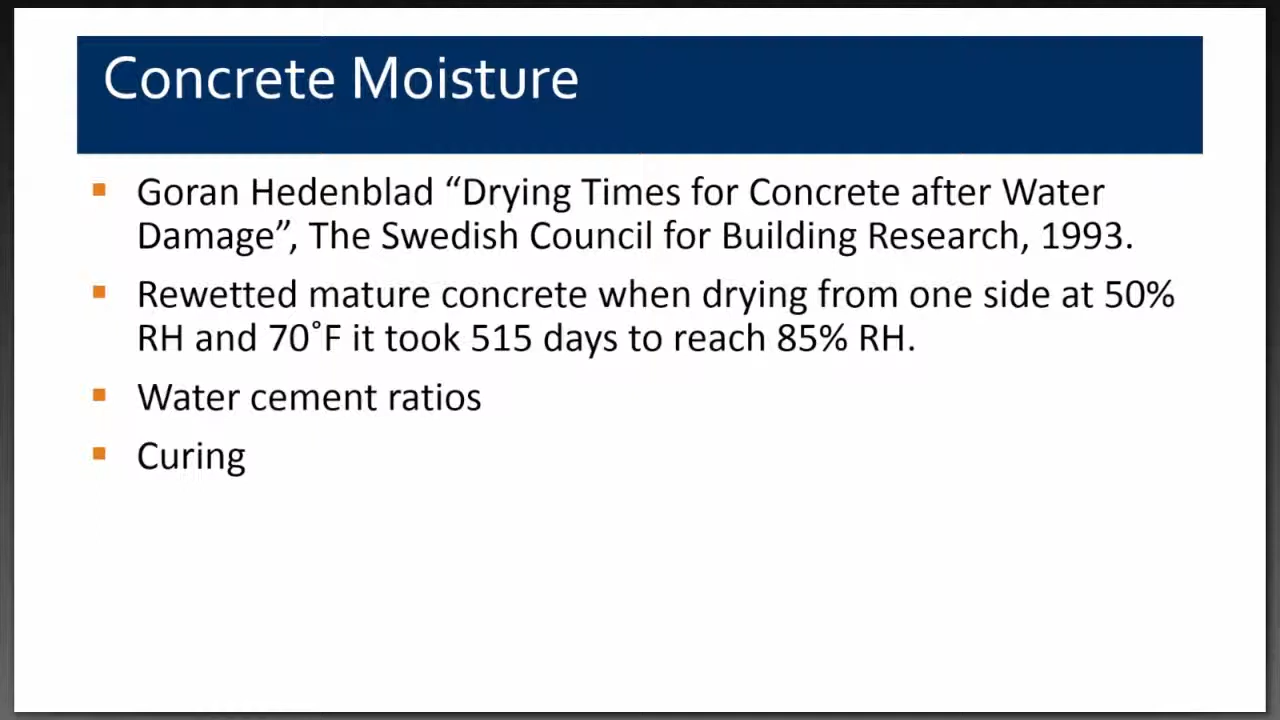 Concrete Moisture
Goran Hedenblad “Drying Times for Concrete after Water
Damage”, The Swedish Council for Building Research, 1993.
Rewetted mature concrete when drying from one side at 50%
RH and 70˚F it took 515 days to reach 85% RH.
Water cement ratios
Curing